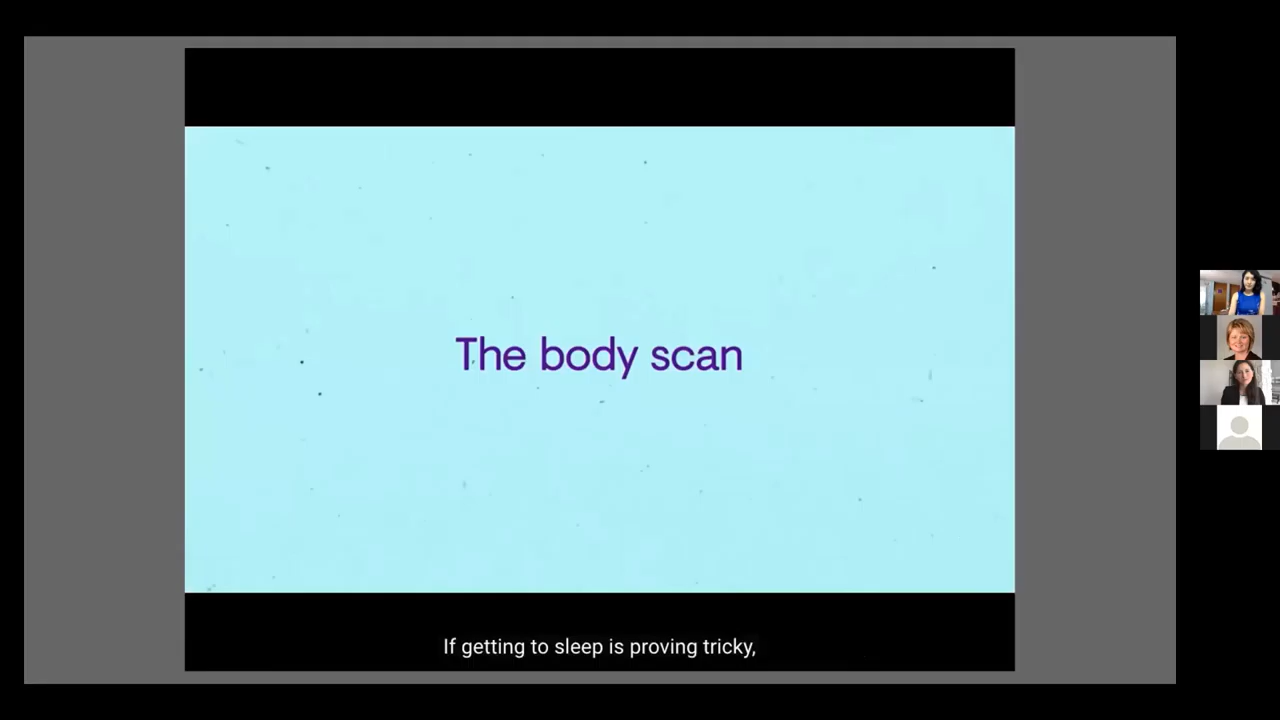 The body scan
If getting to sleep is proving tricky,